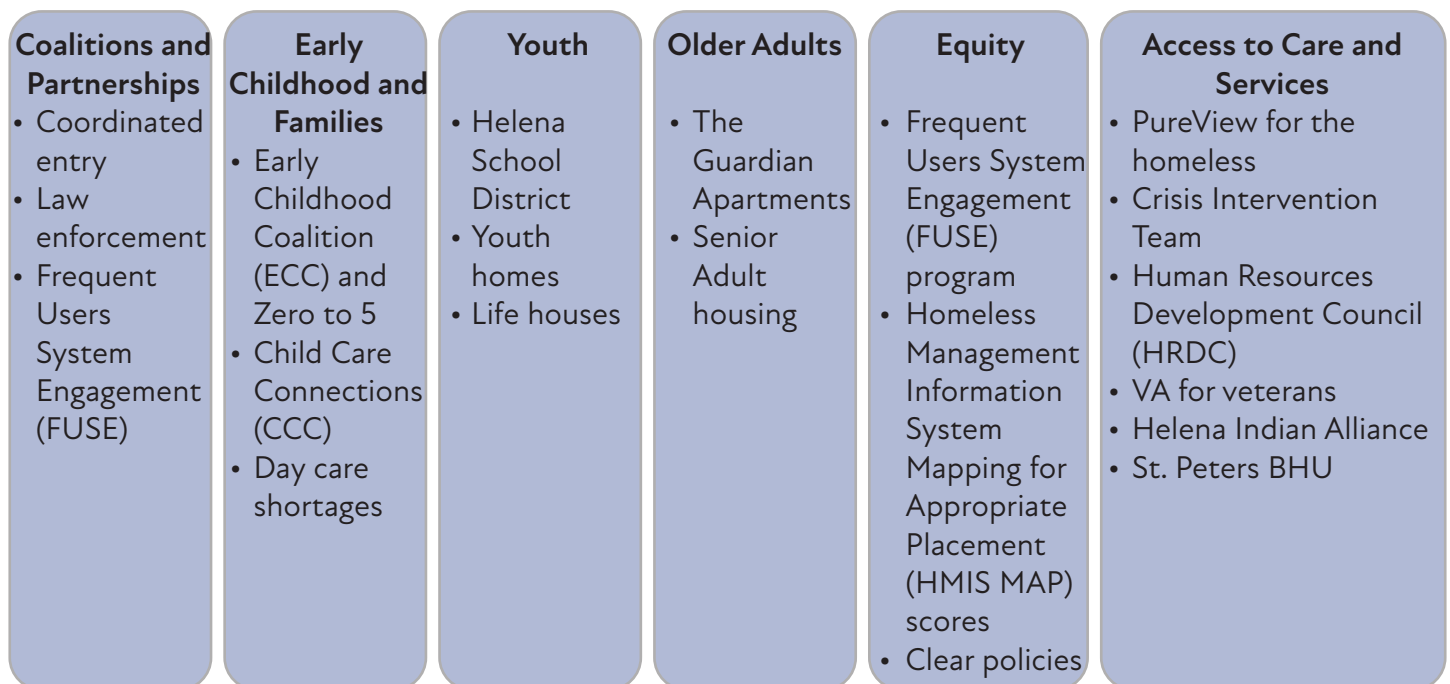 Coalitions and
Partnerships
• Coordinated
entry
• Law
enforcement
• Frequent
Users
System
Engagement
(FUSE)
Early
Childhood and
Families
• Early
Childhood
Coalition
(ECC) and
Zero to 5
• Child Care
Connections
(CCC)
• Day care
shortages
Youth
• Helena
School
District
• Youth
homes
• Life houses
Older Adults
• The
Guardian
Apartments
• Senior
Adult
housing
Equity
• Frequent
Users System
Engagement
(FUSE)
program
• Homeless
Management
Information
System
Mapping for
Appropriate
Placement
(HMIS MAP)
scores
• Clear policies
Access to Care and
Services
• PureView for the
homeless
• Crisis Intervention
Team
• Human Resources
Development Council
(HRDC)
• VA for veterans
• Helena Indian Alliance
• St. Peters BHU